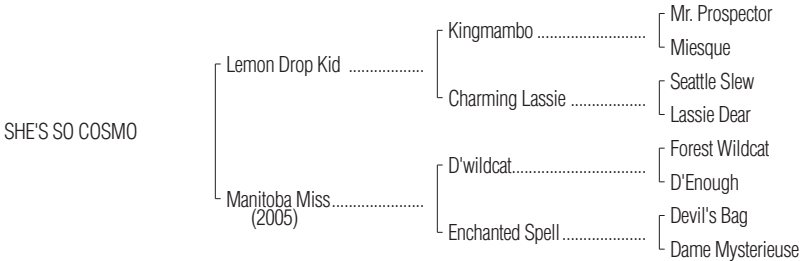 Mr. Prospector
Kingmambo ..........................
Miesque
Lemon Drop Kid ..................
Seattle Slew
Charming Lassie ..................
Lassie Dear
SHE'S SO COSMO
Forest Wildcat
D'wildcat................................
D'Enough
Manitoba Miss......................
(2005)
Devil's Bag
Enchanted Spell....................
Dame Mysterieuse